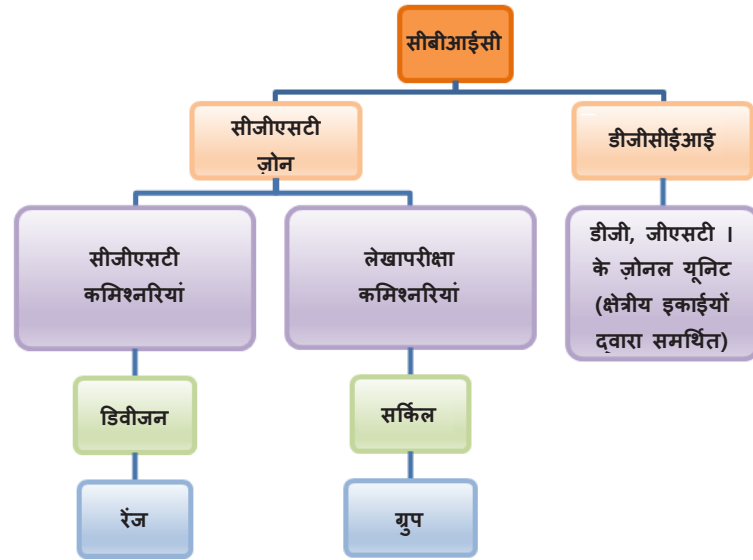 सीबीआईसी
सीजीएसटी
ज़ोन
डीजीसीईआई
सीजीएसटी
कमिश्नरियां
लेखापरीक्षा
कमिश्नरियां
डीजी, जीएसटी ।
के ज़ोनल यूनिट
(क्षेत्रीय इकाईयों
द्वारा समर्थित)
डिवीजन
सर्किल
रेंज
ग्रुप